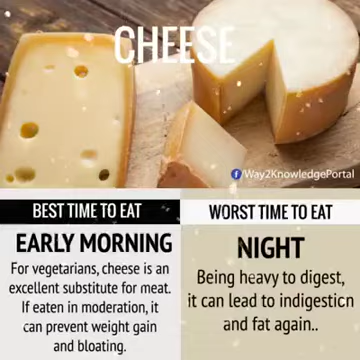 CHEESE
Way2KnowledgePortal
BEST TIME TO EAT
EARLY MORNING
For vegetarians, cheese is an
excellent substitute for meat.
If eaten in moderation, it
can prevent weight gain
and bloating.
WORST TIME TO EAT
NIGHT
Being heavy to digest,
it can lead to indigestion
and fat again..